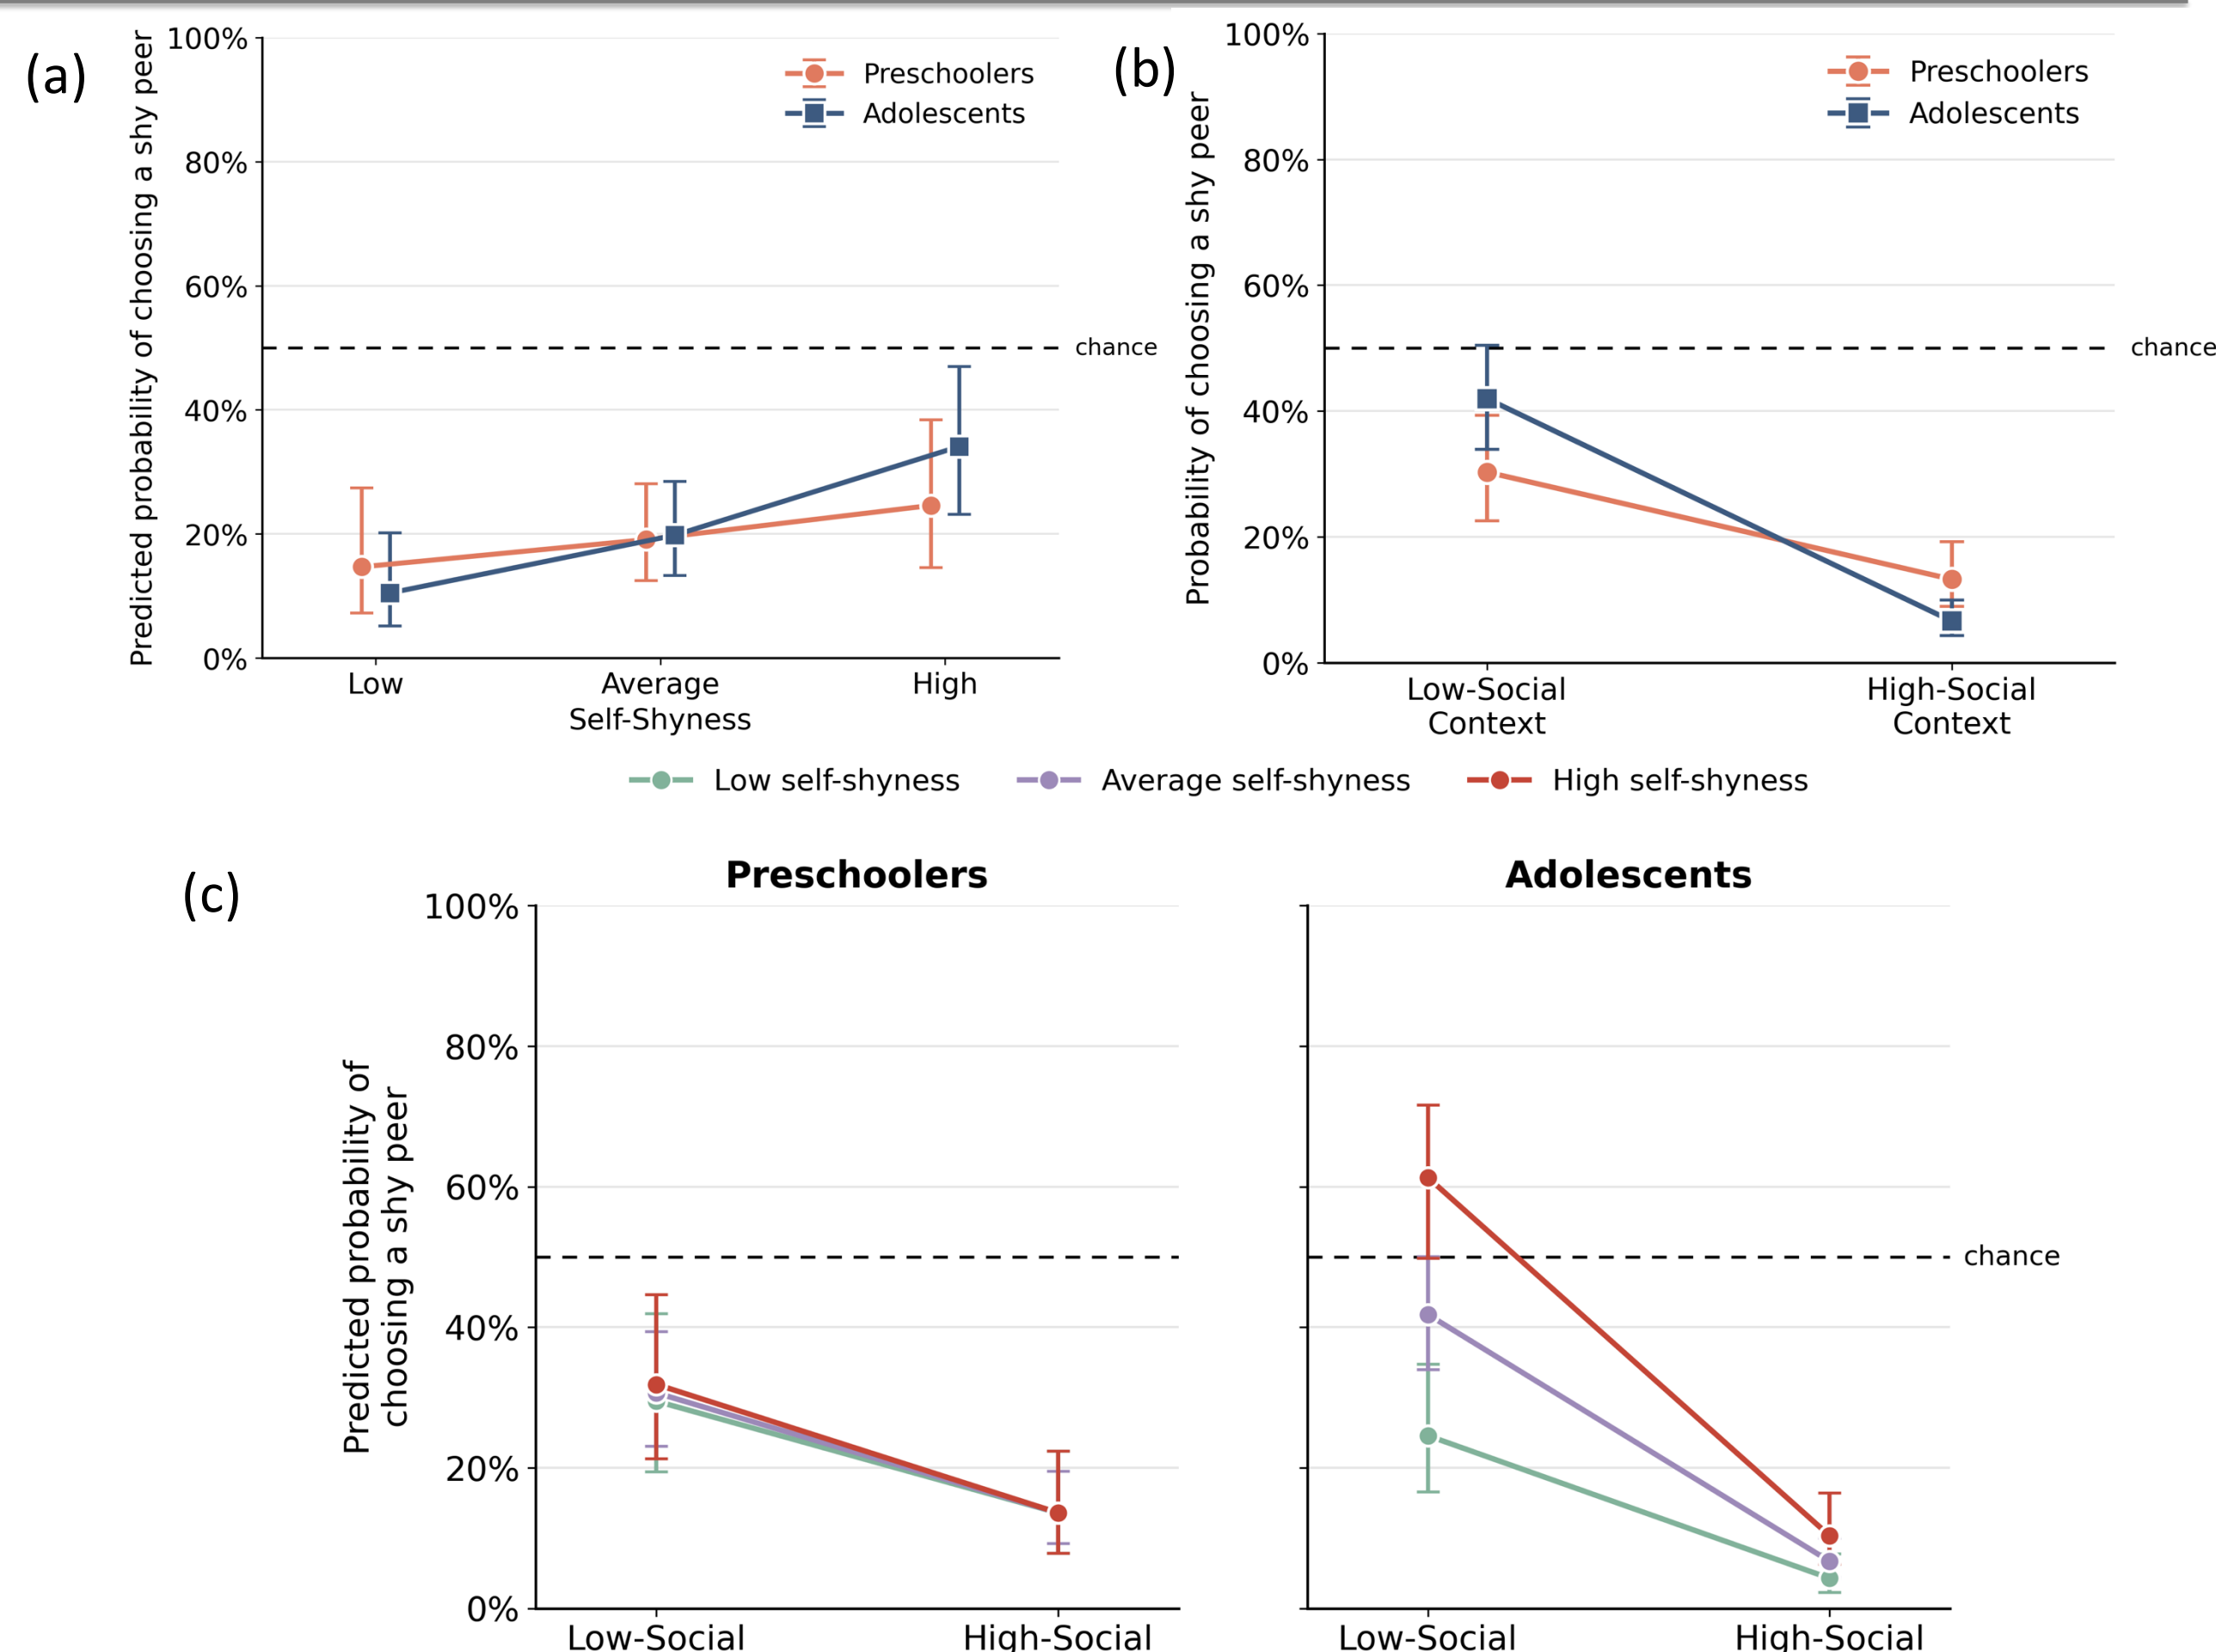 (a)
Predicted probability of choosing a shy peer
100%
80%
60%
40%
20%
0%
Preschoolers
Adolescents
chance
Low
Average
High
Self-Shyness
(b)
Probability of choosing a shy peer
100%
80%
60%
40%
20%
0%
Preschoolers
Adolescents
chance
Low-Social
Context
High-Social
Context
Low self-shyness
Average self-shyness
High self-shyness
(c)
Predicted probability of
choosing a shy peer
Preschoolers
100%
80%
60%
40%
20%
0%
Low-Social
High-Social
Adolescents
chance
Low-Social
High-Social